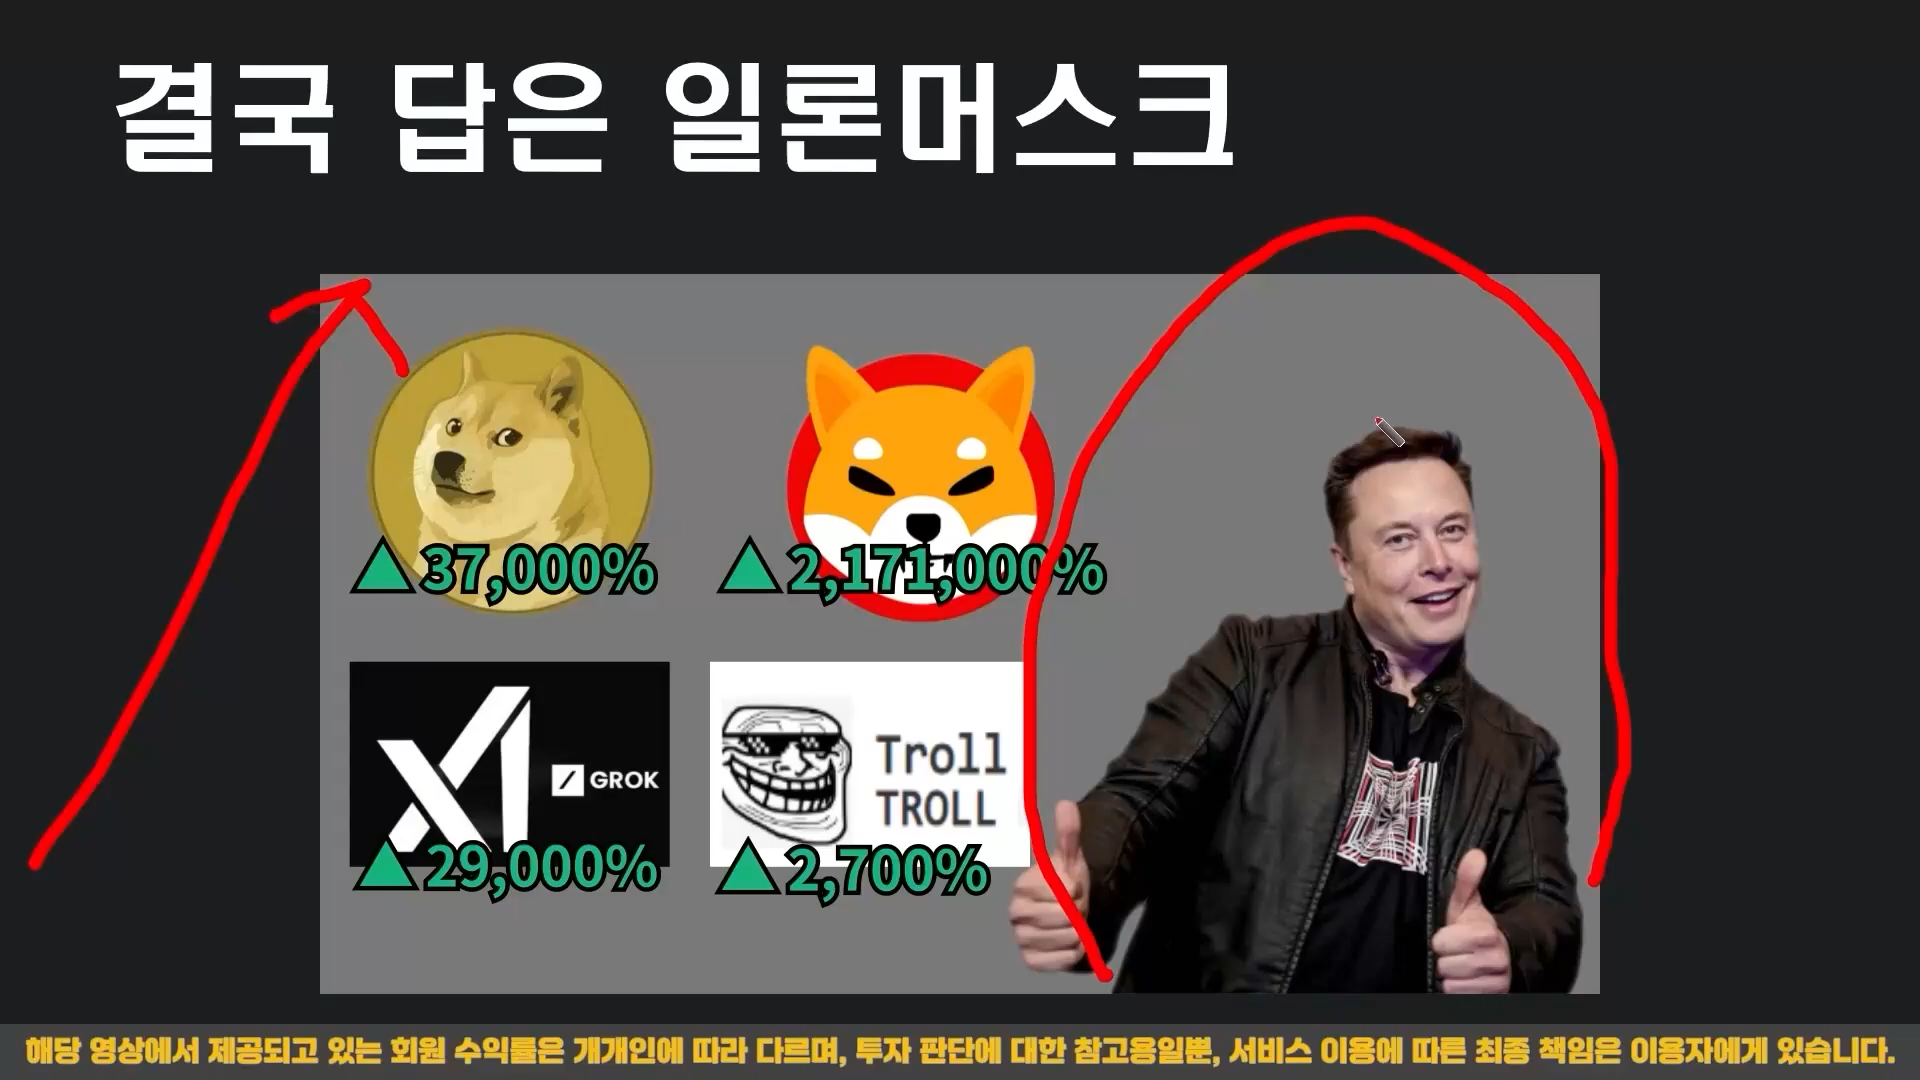 결국 답은 일론머스크
▲37,000%
▲2,171,000%
GROK
▲29,000%
Troll
TROLL
▲2,700%
해당 영상에서 제공되고 있는 회원 수익률은 개개인에 따라 다르며, 투자 판단에 대한 참고용일뿐, 서비스 이용에 따른 최종 책임은 이용자에게 있습니다.